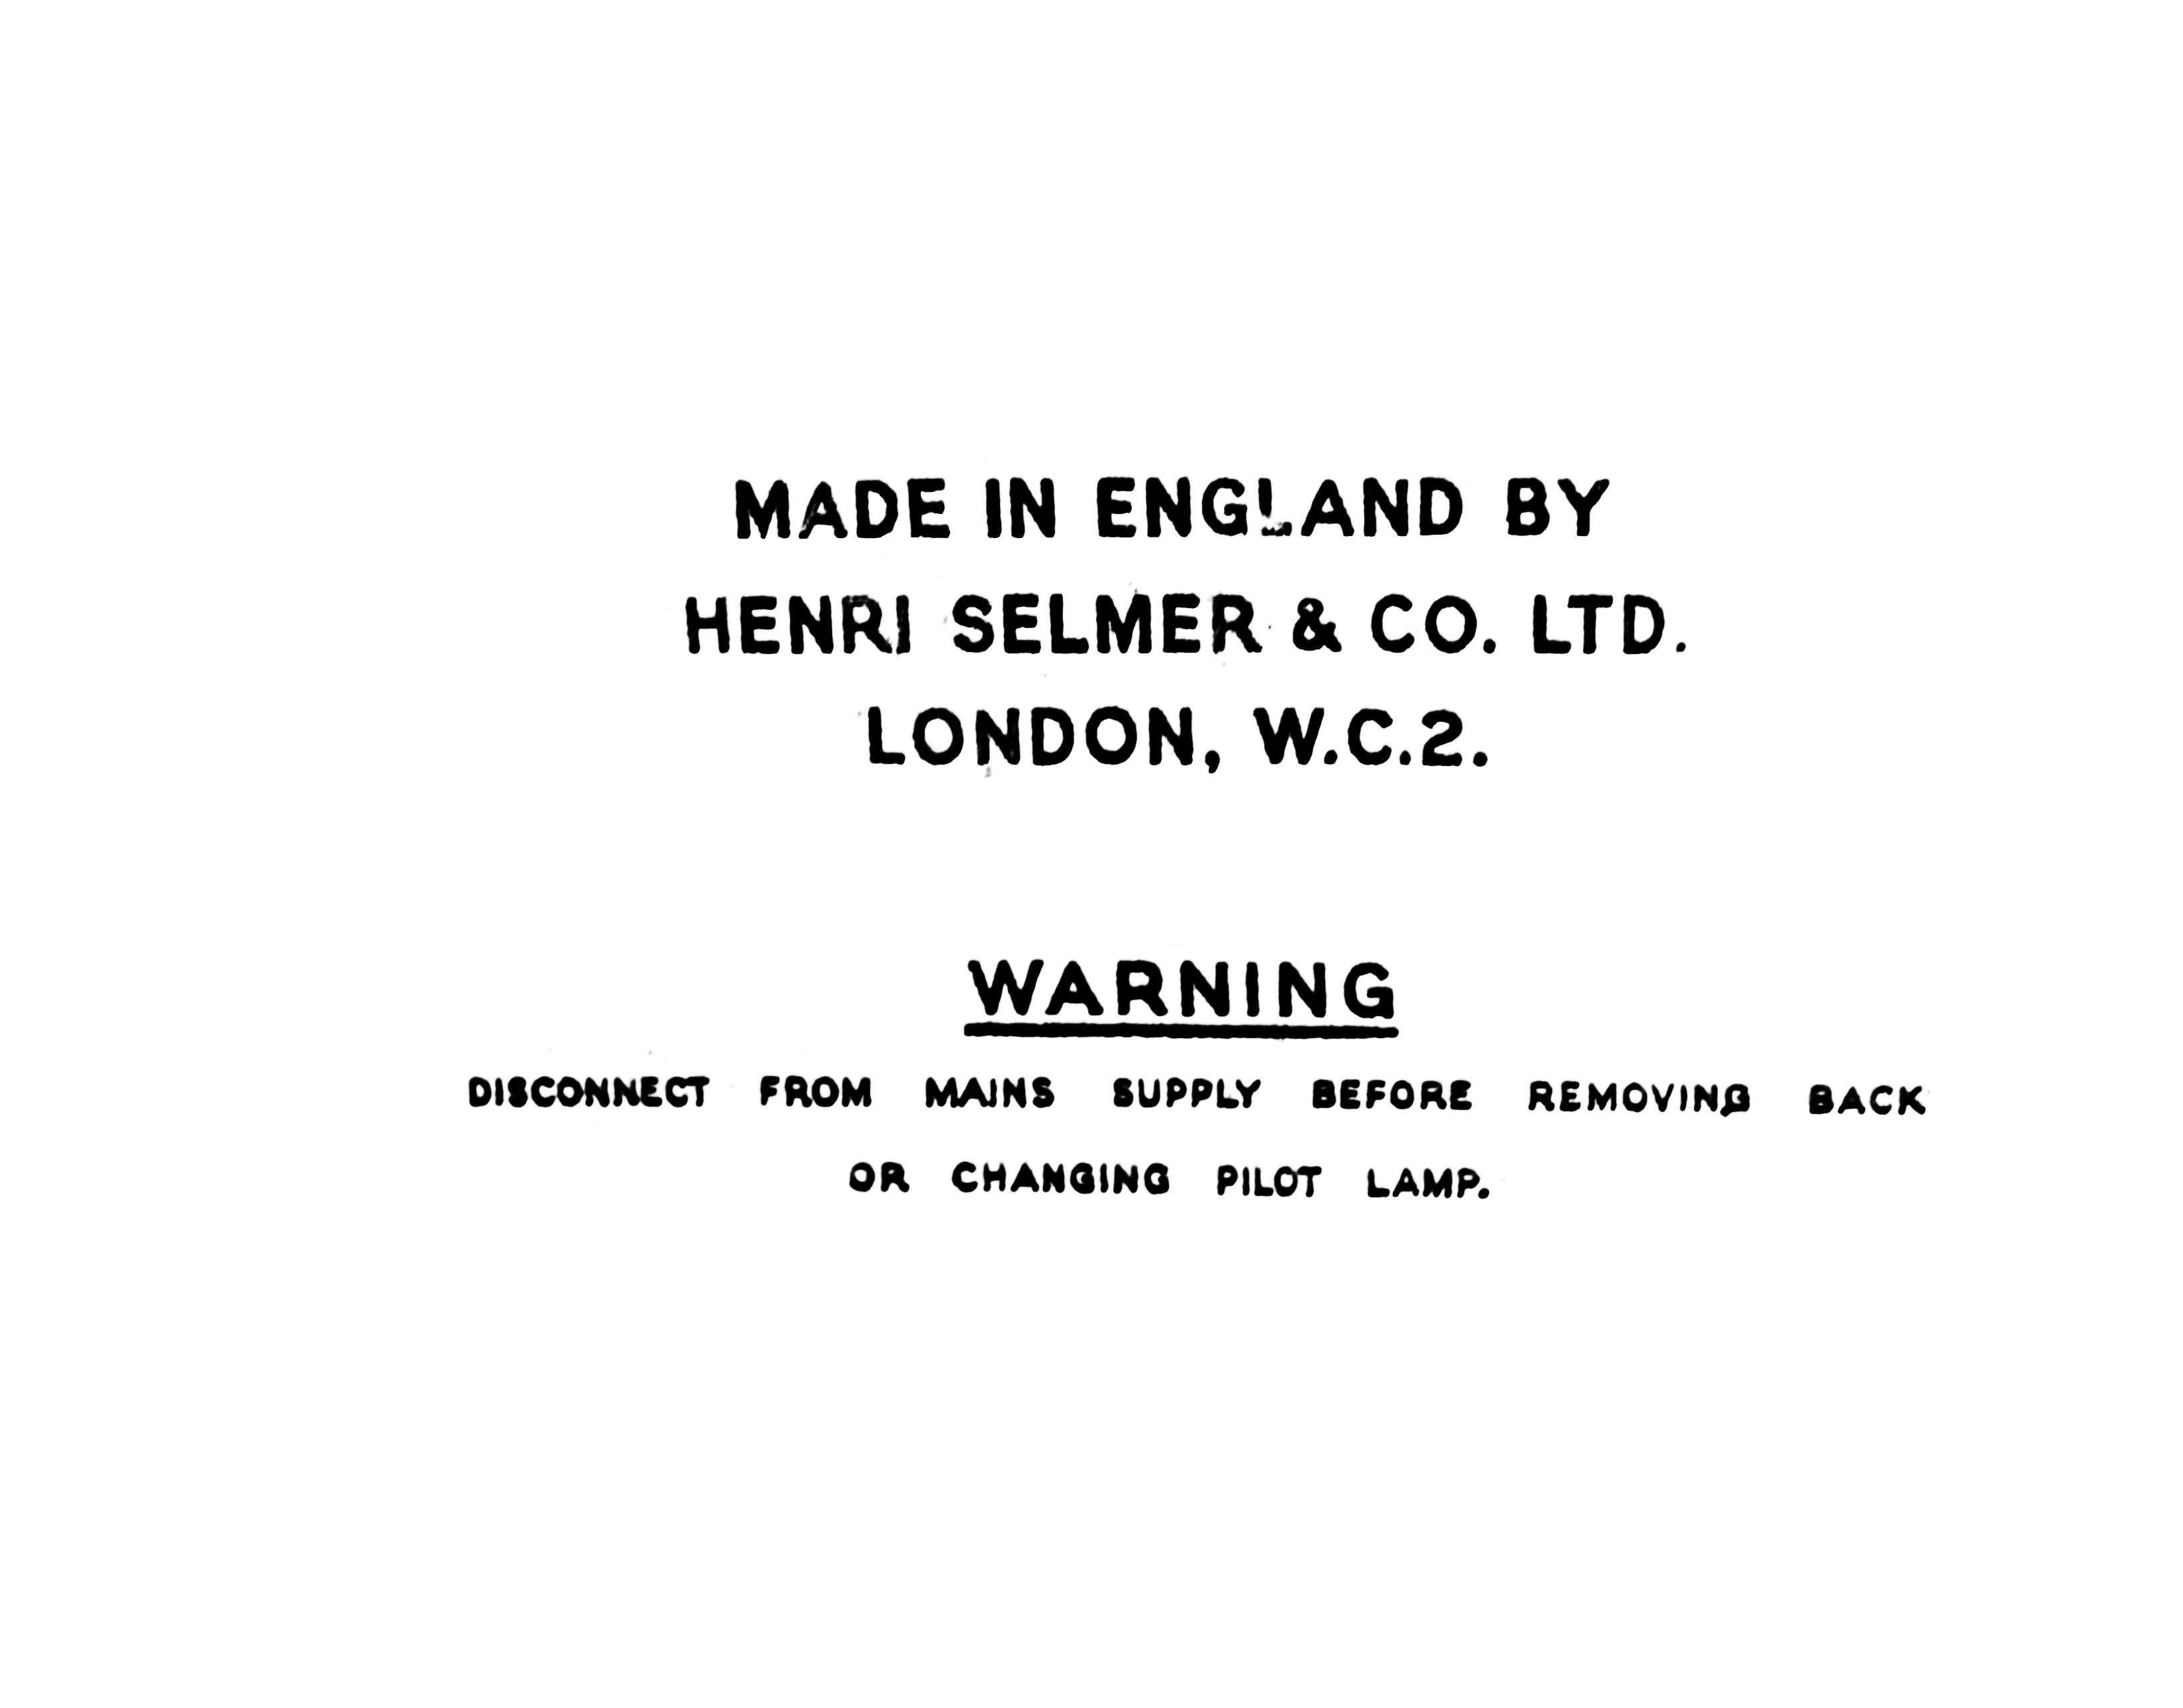 MADE IN ENGLAND BY
HENRI SELMER & CO. LTD.
LONDON, W.C.2.
WARNING
DISCONNECT FROM MAINS SUPPLY BEFORE REMOVING BACK
OR CHANGING PILOT LAMP.